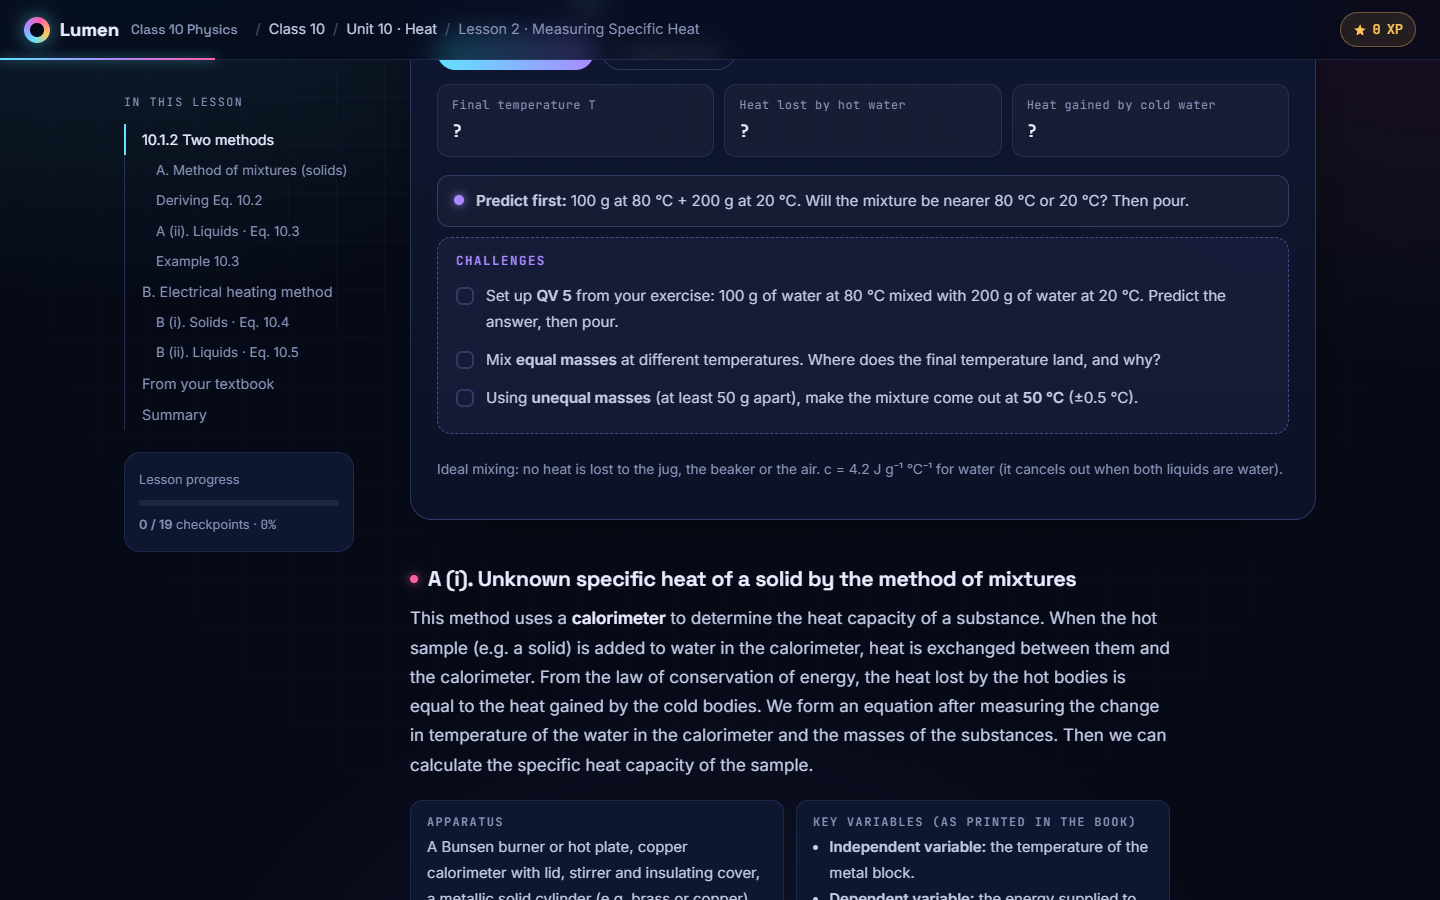 Lumen Class 10 Physics / Class 10 / Unit 10 · Heat / Lesson 2 · Measuring Specific Heat
★ 0 XP
IN THIS LESSON
10.1.2 Two methods
A. Method of mixtures (solids)
Deriving Eq. 10.2
A (ii). Liquids · Eq. 10.3
Example 10.3
B. Electrical heating method
B (i). Solids · Eq. 10.4
B (ii). Liquids · Eq. 10.5
From your textbook
Summary
Lesson progress
0 / 19 checkpoints · 0%
Final temperature T
?
Heat lost by hot water
?
Heat gained by cold water
?
Predict first: 100 g at 80 °C + 200 g at 20 °C. Will the mixture be nearer 80 °C or 20 °C? Then pour.
CHALLENGES
Set up QV 5 from your exercise: 100 g of water at 80 °C mixed with 200 g of water at 20 °C. Predict the
answer, then pour.
Mix equal masses at different temperatures. Where does the final temperature land, and why?
Using unequal masses (at least 50 g apart), make the mixture come out at 50 °C (±0.5 °C).
Ideal mixing: no heat is lost to the jug, the beaker or the air. c = 4.2 J g⁻¹ °C⁻¹ for water (it cancels out when both liquids are water).
A (i). Unknown specific heat of a solid by the method of mixtures
This method uses a calorimeter to determine the heat capacity of a substance. When the hot
sample (e.g. a solid) is added to water in the calorimeter, heat is exchanged between them and
the calorimeter. From the law of conservation of energy, the heat lost by the hot bodies is
equal to the heat gained by the cold bodies. We form an equation after measuring the change
in temperature of the water in the calorimeter and the masses of the substances. Then we can
calculate the specific heat capacity of the sample.
APPARATUS
A Bunsen burner or hot plate, copper
calorimeter with lid, stirrer and insulating cover,
a metallic solid cylinder (e.g. brass or copper)
KEY VARIABLES (AS PRINTED IN THE BOOK)
• Independent variable: the temperature of the
metal block.
• Dependent variable: the energy supplied to